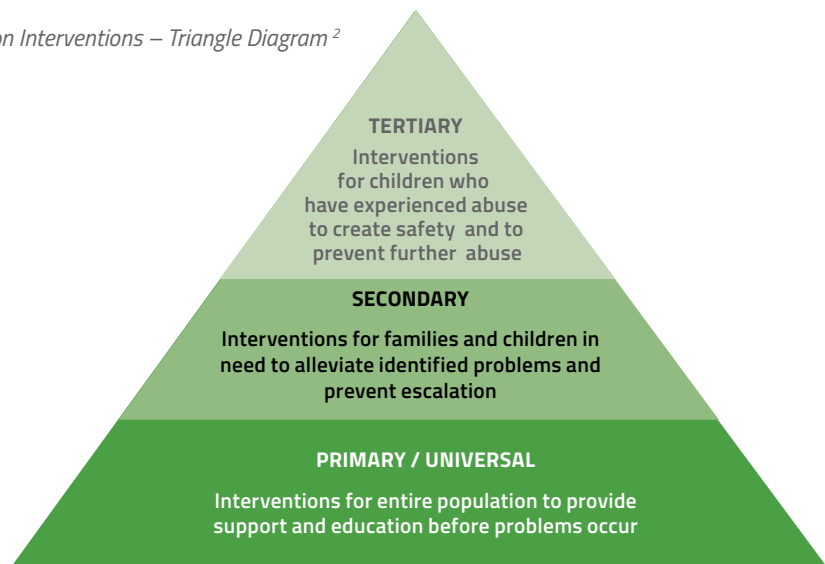 on Interventions – Triangle Diagram 2
TERTIARY
Interventions
for children who
have experienced abuse
to create safety and to
prevent further abuse
SECONDARY
Interventions for families and children in
need to alleviate identified problems and
prevent escalation
PRIMARY / UNIVERSAL
Interventions for entire population to provide
support and education before problems occur